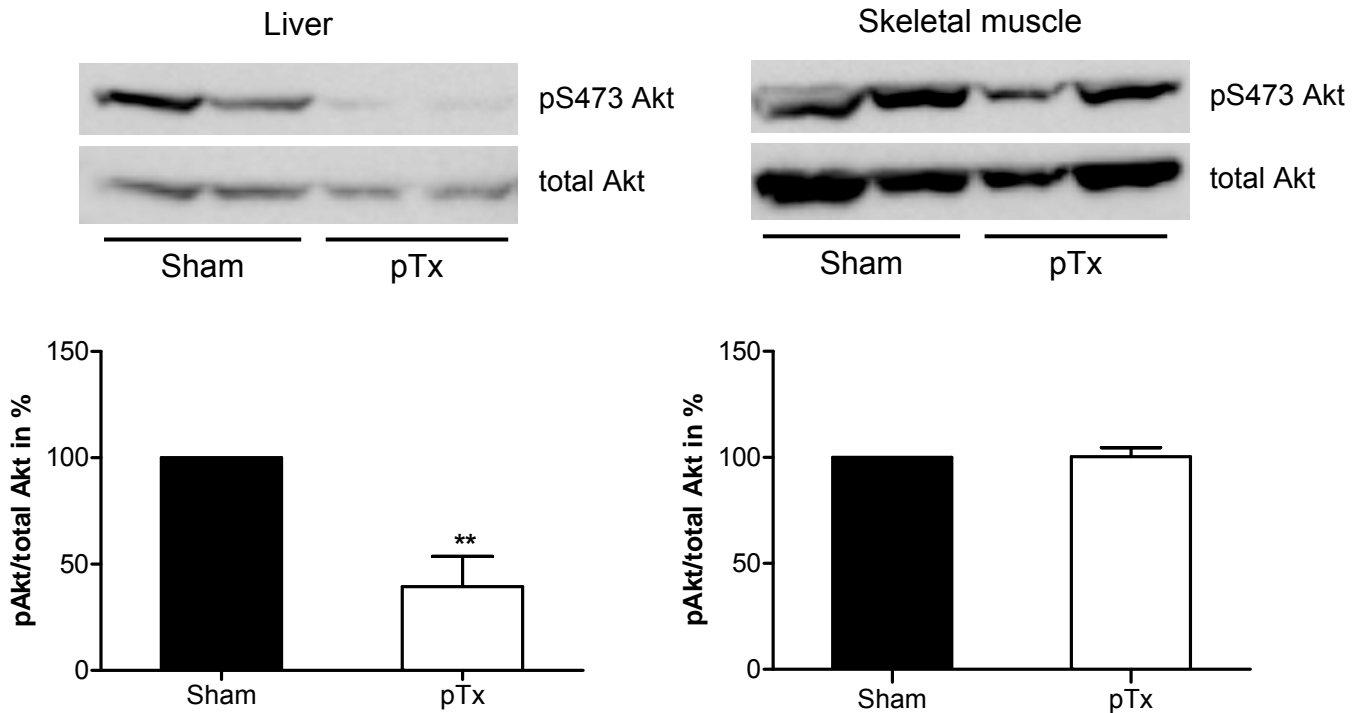 Liver
pS473 Akt
total Akt
Sham pTx
Skeletal muscle
pS473 Akt
total Akt
Sham pTx
pAkt/total Akt in %
150
100
50
0
**
Sham pTx
pAkt/total Akt in %
150
100
50
0
Sham pTx